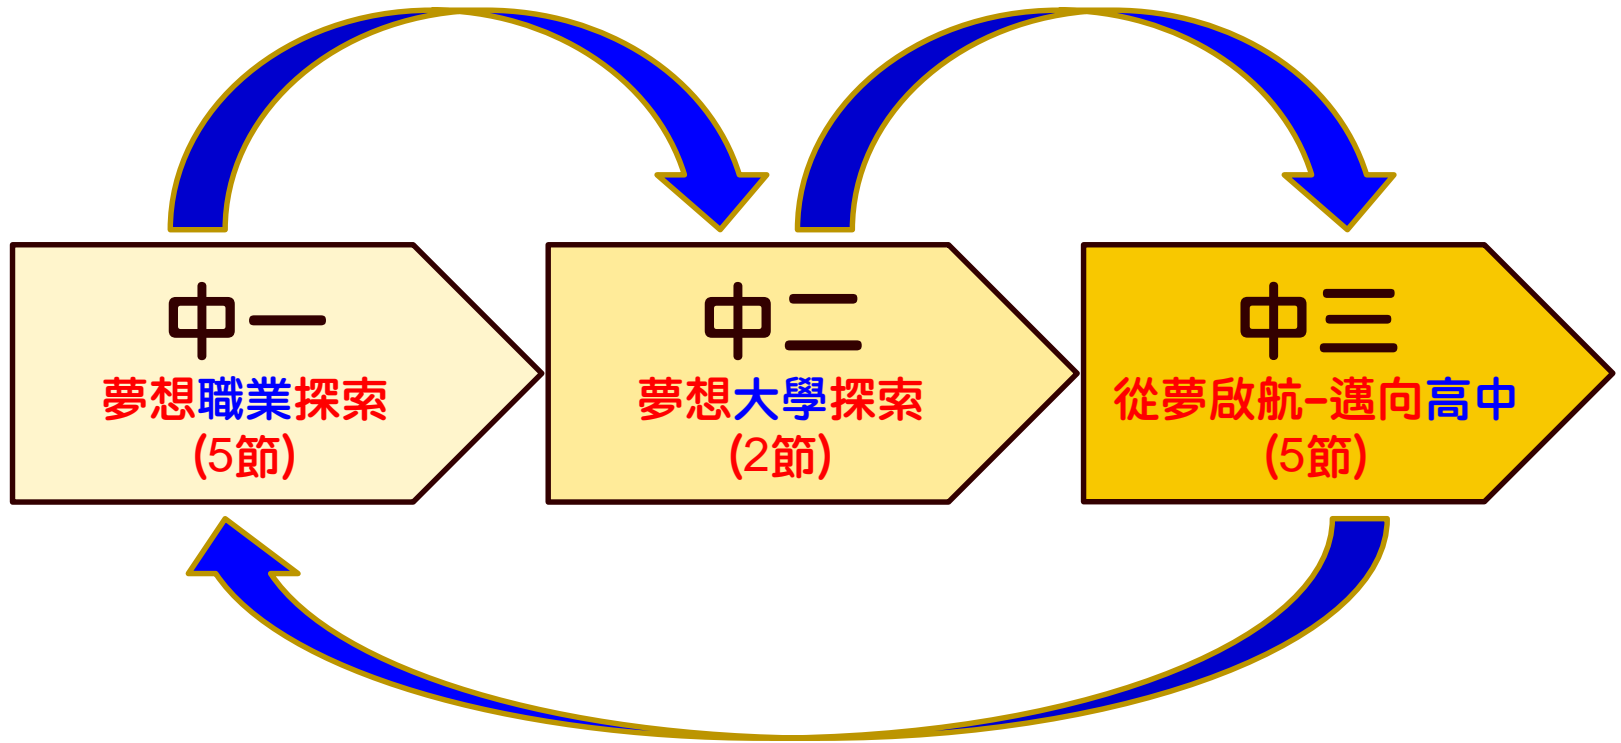 中一
夢想職業探索
(5節)
中二
夢想大學探索
(2節)
中三
從夢啟航-邁向高中
(5節)